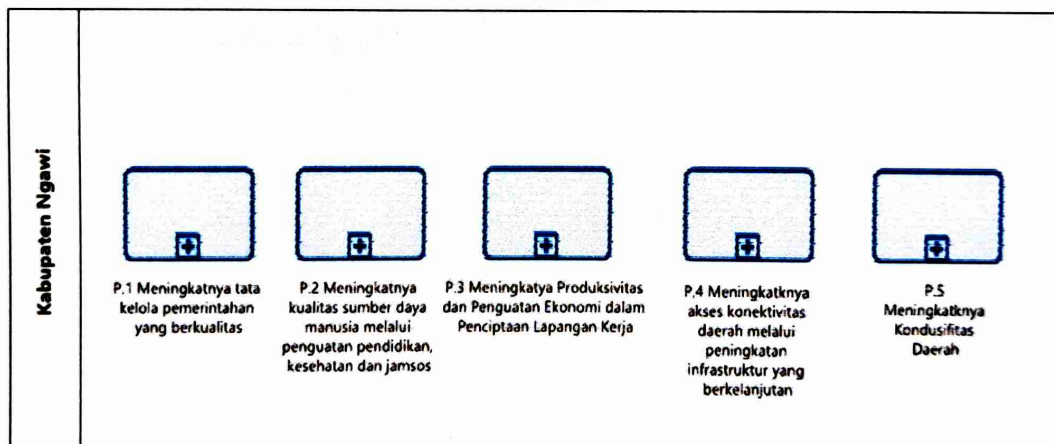 Kabupaten Ngawi
P.1 Meningkatnya tata
kelola pemerintahan
yang berkualitas
P.2 Meningkatnya
kualitas sumber daya
manusia melalui
penguatan pendidikan,
kesehatan dan jamsos
P.3 Meningkatya Produksivitas
dan Penguatan Ekonomi dalam
Penciptaan Lapangan Kerja
P.4 Meningkatknya
akses konektivitas
daerah melalui
peningkatan
infrastruktur yang
berkelanjutan
P.5
Meningkatknya
Kondusifitas
Daerah